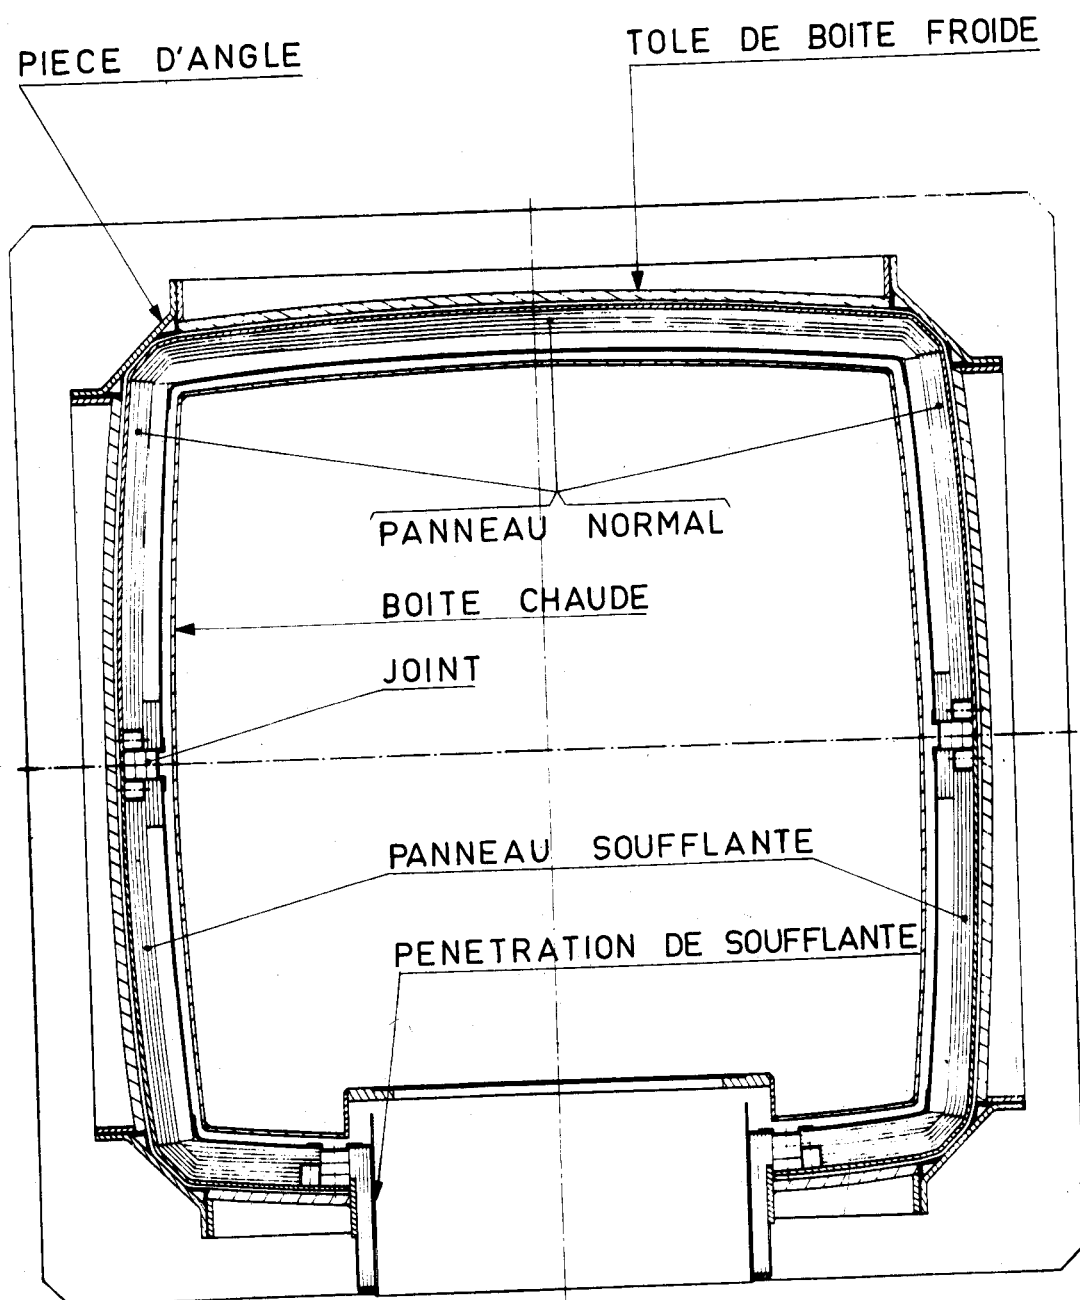 PIECE D'ANGLE
TOLE DE BOITE FROIDE
PANNEAU NORMAL
BOITE CHAUDE
JOINT
PANNEAU SOUFFLANTE
PENETRATION DE SOUFFLANTE